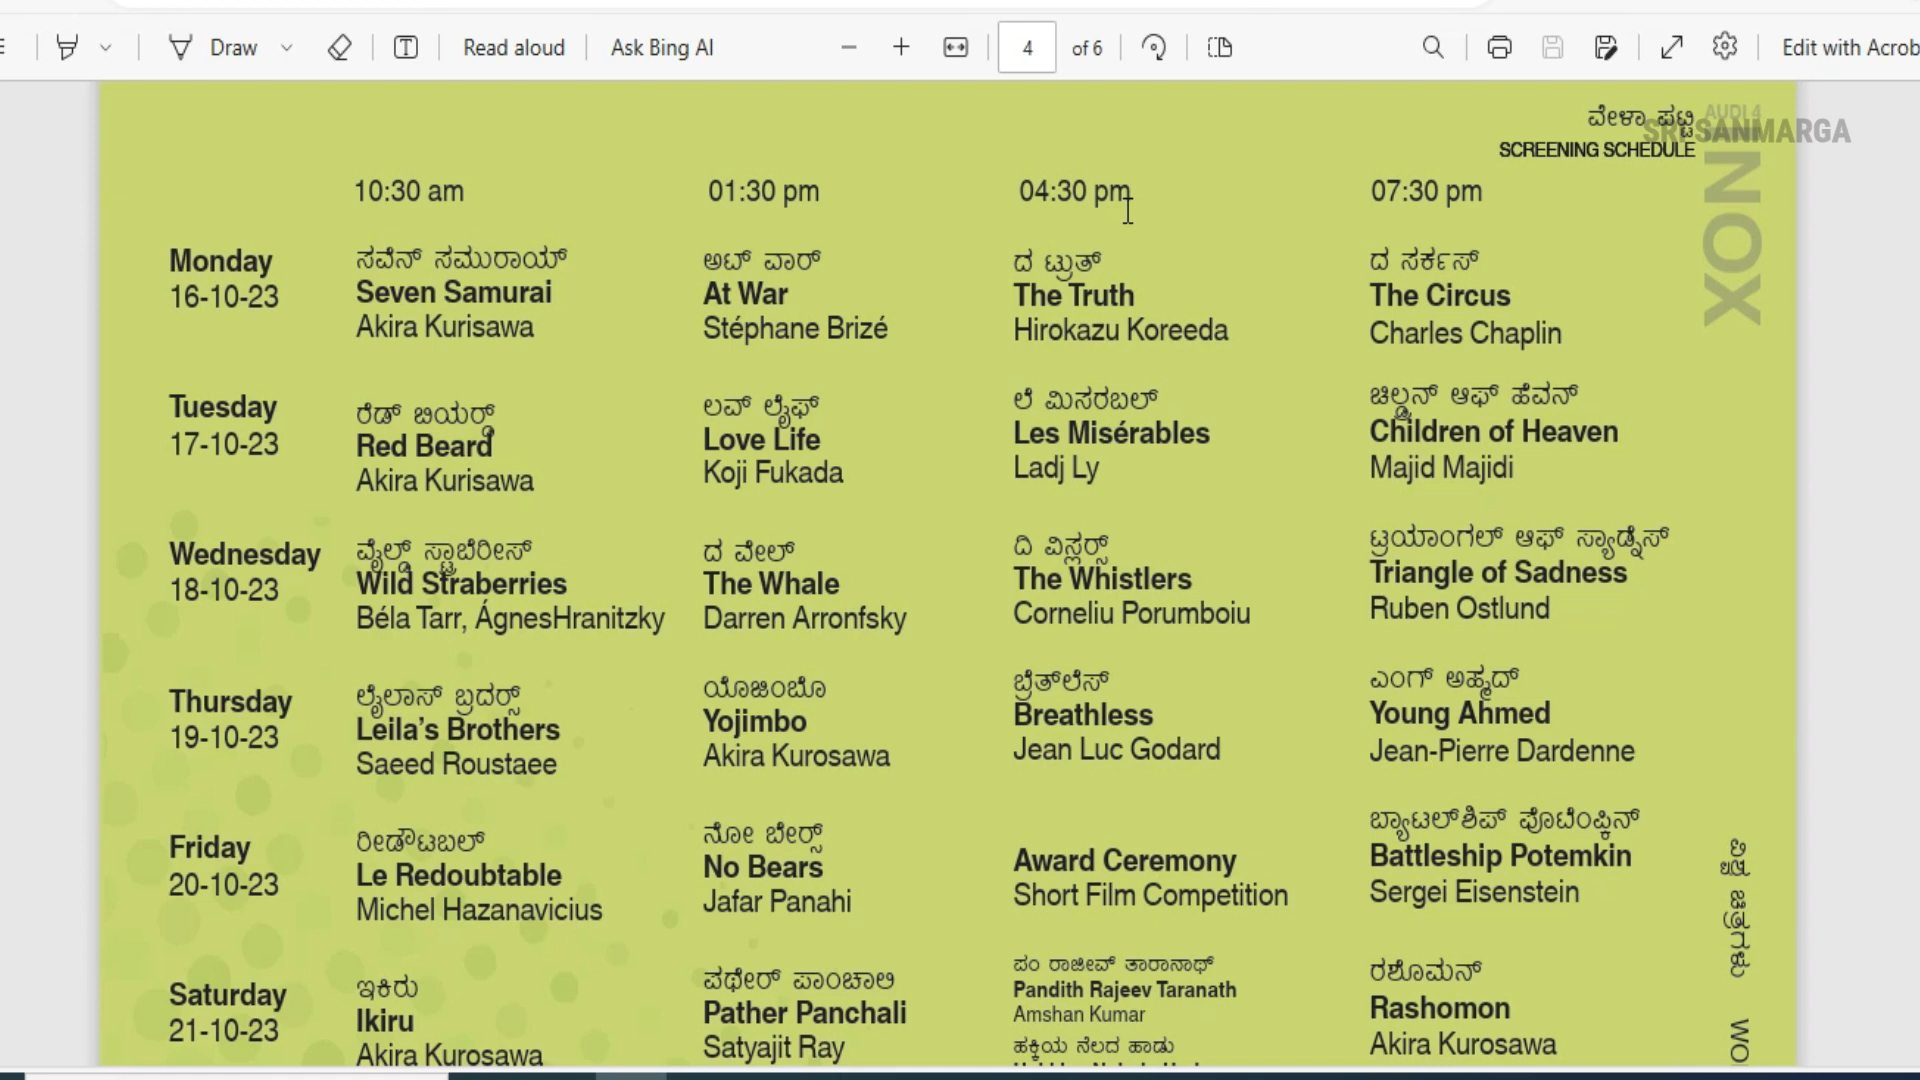 Draw
Read aloud
Ask Bing AI
4
of 6
Edit with Acrob
ವೇಳಾ ಪಟ್ಟಿ
AUDI 4
SRI SANMARGA
SCREENING SCHEDULE
INOX
10:30 am
01:30 pm
04:30 pm
07:30 pm
Monday
16-10-23
ಸವೆನ್ ಸಮುರಾಯ್
Seven Samurai
Akira Kurisawa
ಅಟ್ ವಾರ್
At War
Stéphane Brizé
ದ ಟ್ರುತ್
The Truth
Hirokazu Koreeda
ದ ಸರ್ಕಸ್
The Circus
Charles Chaplin
Tuesday
17-10-23
ರೆಡ್ ಬಿಯರ್ಡ್
Red Beard
Akira Kurisawa
ಲವ್ ಲೈಫ್
Love Life
Koji Fukada
ಲೆ ಮಿಸರಬಲ್
Les Misérables
Ladj Ly
ಚಿಲ್ಡ್ರನ್ ಆಫ್ ಹೆವನ್
Children of Heaven
Majid Majidi
Wednesday
18-10-23
ವೈಲ್ಡ್ ಸ್ಟ್ರಾಬೆರೀಸ್
Wild Straberries
Béla Tarr, ÁgnesHranitzky
ದ ವೇಲ್
The Whale
Darren Arronfsky
ದಿ ವಿಸ್ಲರ್ಸ್
The Whistlers
Corneliu Porumboiu
ಟ್ರಯಾಂಗಲ್ ಆಫ್ ಸ್ಯಾಡ್ನೆಸ್
Triangle of Sadness
Ruben Ostlund
Thursday
19-10-23
ಲೈಲಾಸ್ ಬ್ರದರ್ಸ್
Leila's Brothers
Saeed Roustaee
ಯೊಜಿಂಬೊ
Yojimbo
Akira Kurosawa
ಬ್ರೆತ್‌ಲೆಸ್
Breathless
Jean Luc Godard
ಎಂಗ್ ಅಹ್ಮದ್
Young Ahmed
Jean-Pierre Dardenne
Friday
20-10-23
ರೀಡೌಟಬಲ್
Le Redoubtable
Michel Hazanavicius
ನೋ ಬೇರ್ಸ್
No Bears
Jafar Panahi
Award Ceremony
Short Film Competition
ಬ್ಯಾಟಲ್‌ಶಿಪ್ ಪೊಟೆಂಪ್ಕಿನ್
Battleship Potemkin
Sergei Eisenstein
Saturday
21-10-23
ಇಕಿರು
Ikiru
Akira Kurosawa
ಪಥೇರ್ ಪಾಂಚಾಲಿ
Pather Panchali
Satyajit Ray
ಪಂ ರಾಜೀವ್ ತಾರಾನಾಥ್
Pandith Rajeev Taranath
Amshan Kumar
ಹಕ್ಕಿಯ ನೆಲದ ಹಾಡು
ರಶೊಮನ್
Rashomon
Akira Kurosawa
ವಿಶ್ವ ಚಿತ್ರಗಳು
WO